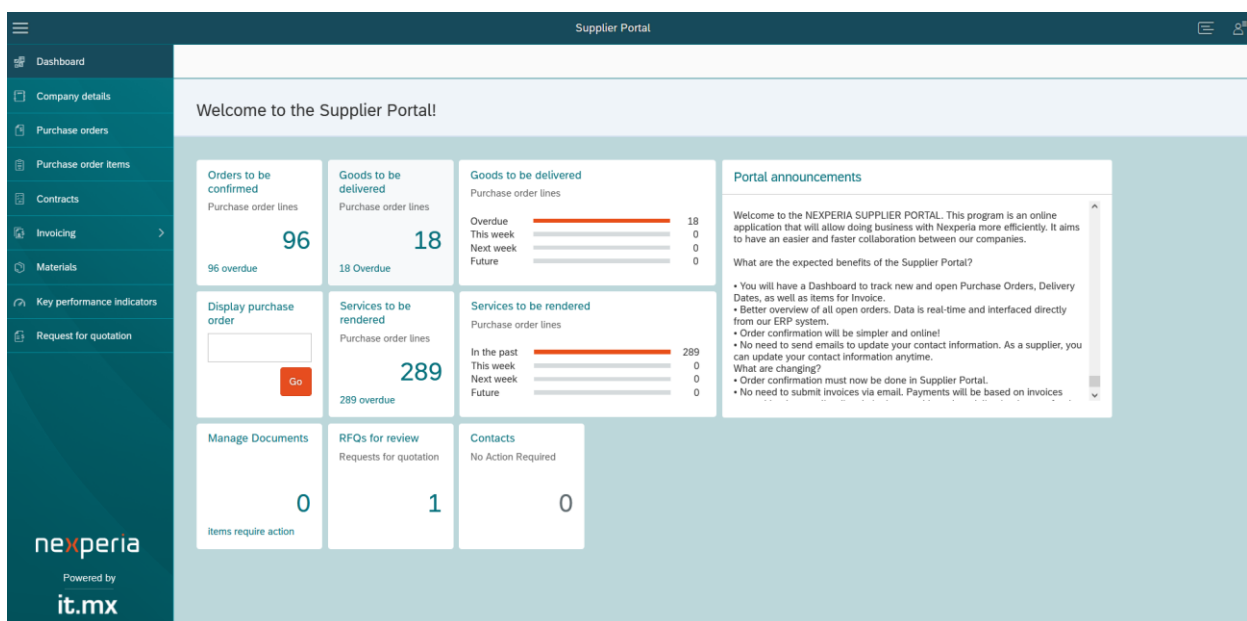 Supplier Portal
Dashboard
Company details
Purchase orders
Purchase order items
Contracts
Invoicing
Materials
Key performance indicators
Request for quotation
nexperia
Powered by
it.mx
Welcome to the Supplier Portal!
Orders to be
confirmed
Purchase order lines
96
96 overdue
Goods to be
delivered
Purchase order lines
18
18 Overdue
Goods to be delivered
Purchase order lines
Overdue 18
This week 0
Next week 0
Future 0
Portal announcements
Welcome to the NEXPERIA SUPPLIER PORTAL. This program is an online
application that will allow doing business with Nexperia more efficiently. It aims
to have an easier and faster collaboration between our companies.
What are the expected benefits of the Supplier Portal?
• You will have a Dashboard to track new and open Purchase Orders, Delivery
Dates, as well as items for Invoice.
• Better overview of all open orders. Data is real-time and interfaced directly
from our ERP system.
• Order confirmation will be simpler and online!
• No need to send emails to update your contact information. As a supplier, you
can update your contact information anytime.
What are changing?
• Order confirmation must now be done in Supplier Portal.
• No need to submit invoices via email. Payments will be based on invoices
Display purchase
order
Go
Services to be
rendered
Purchase order lines
289
289 overdue
Services to be rendered
Purchase order lines
In the past 289
This week 0
Next week 0
Future 0
Manage Documents
0
items require action
RFQs for review
Requests for quotation
1
Contacts
No Action Required
0